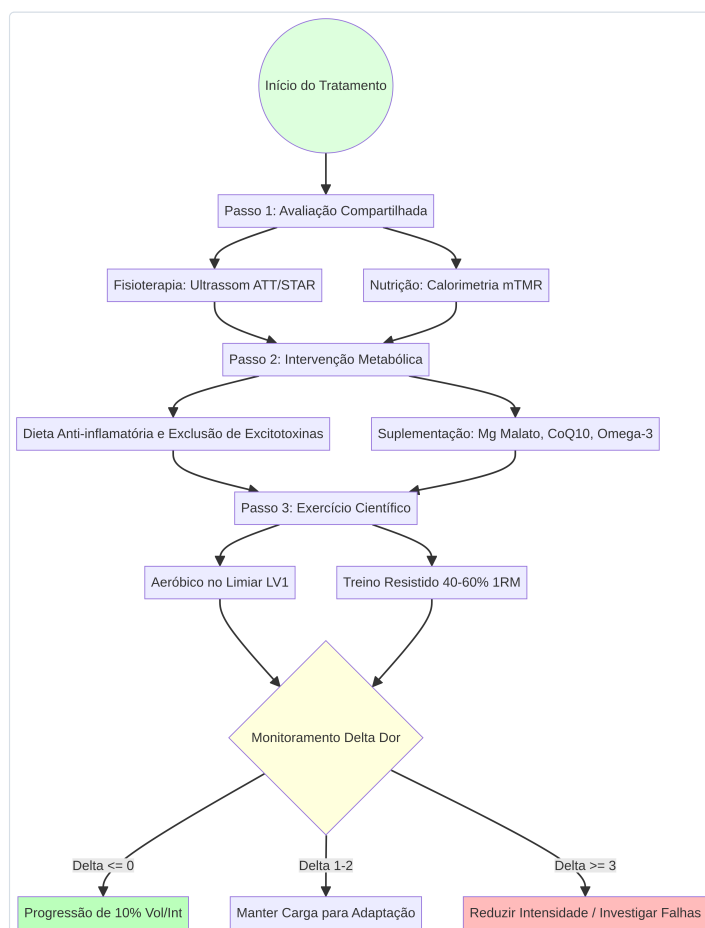 Início do Tratamento
Passo 1: Avaliação Compartilhada
Fisioterapia: Ultrassom ATT/STAR
Nutrição: Calorimetria mTMR
Passo 2: Intervenção Metabólica
Dieta Anti-inflamatória e Exclusão de Excitotoxinas
Suplementação: Mg Malato, CoQ10, Omega-3
Passo 3: Exercício Científico
Aeróbico no Limiar LV1
Treino Resistido 40-60% 1RM
Monitoramento Delta Dor
Delta <= 0
Delta 1-2
Delta >= 3
Progressão de 10% Vol/Int
Manter Carga para Adaptação
Reduzir Intensidade / Investigar Falhas